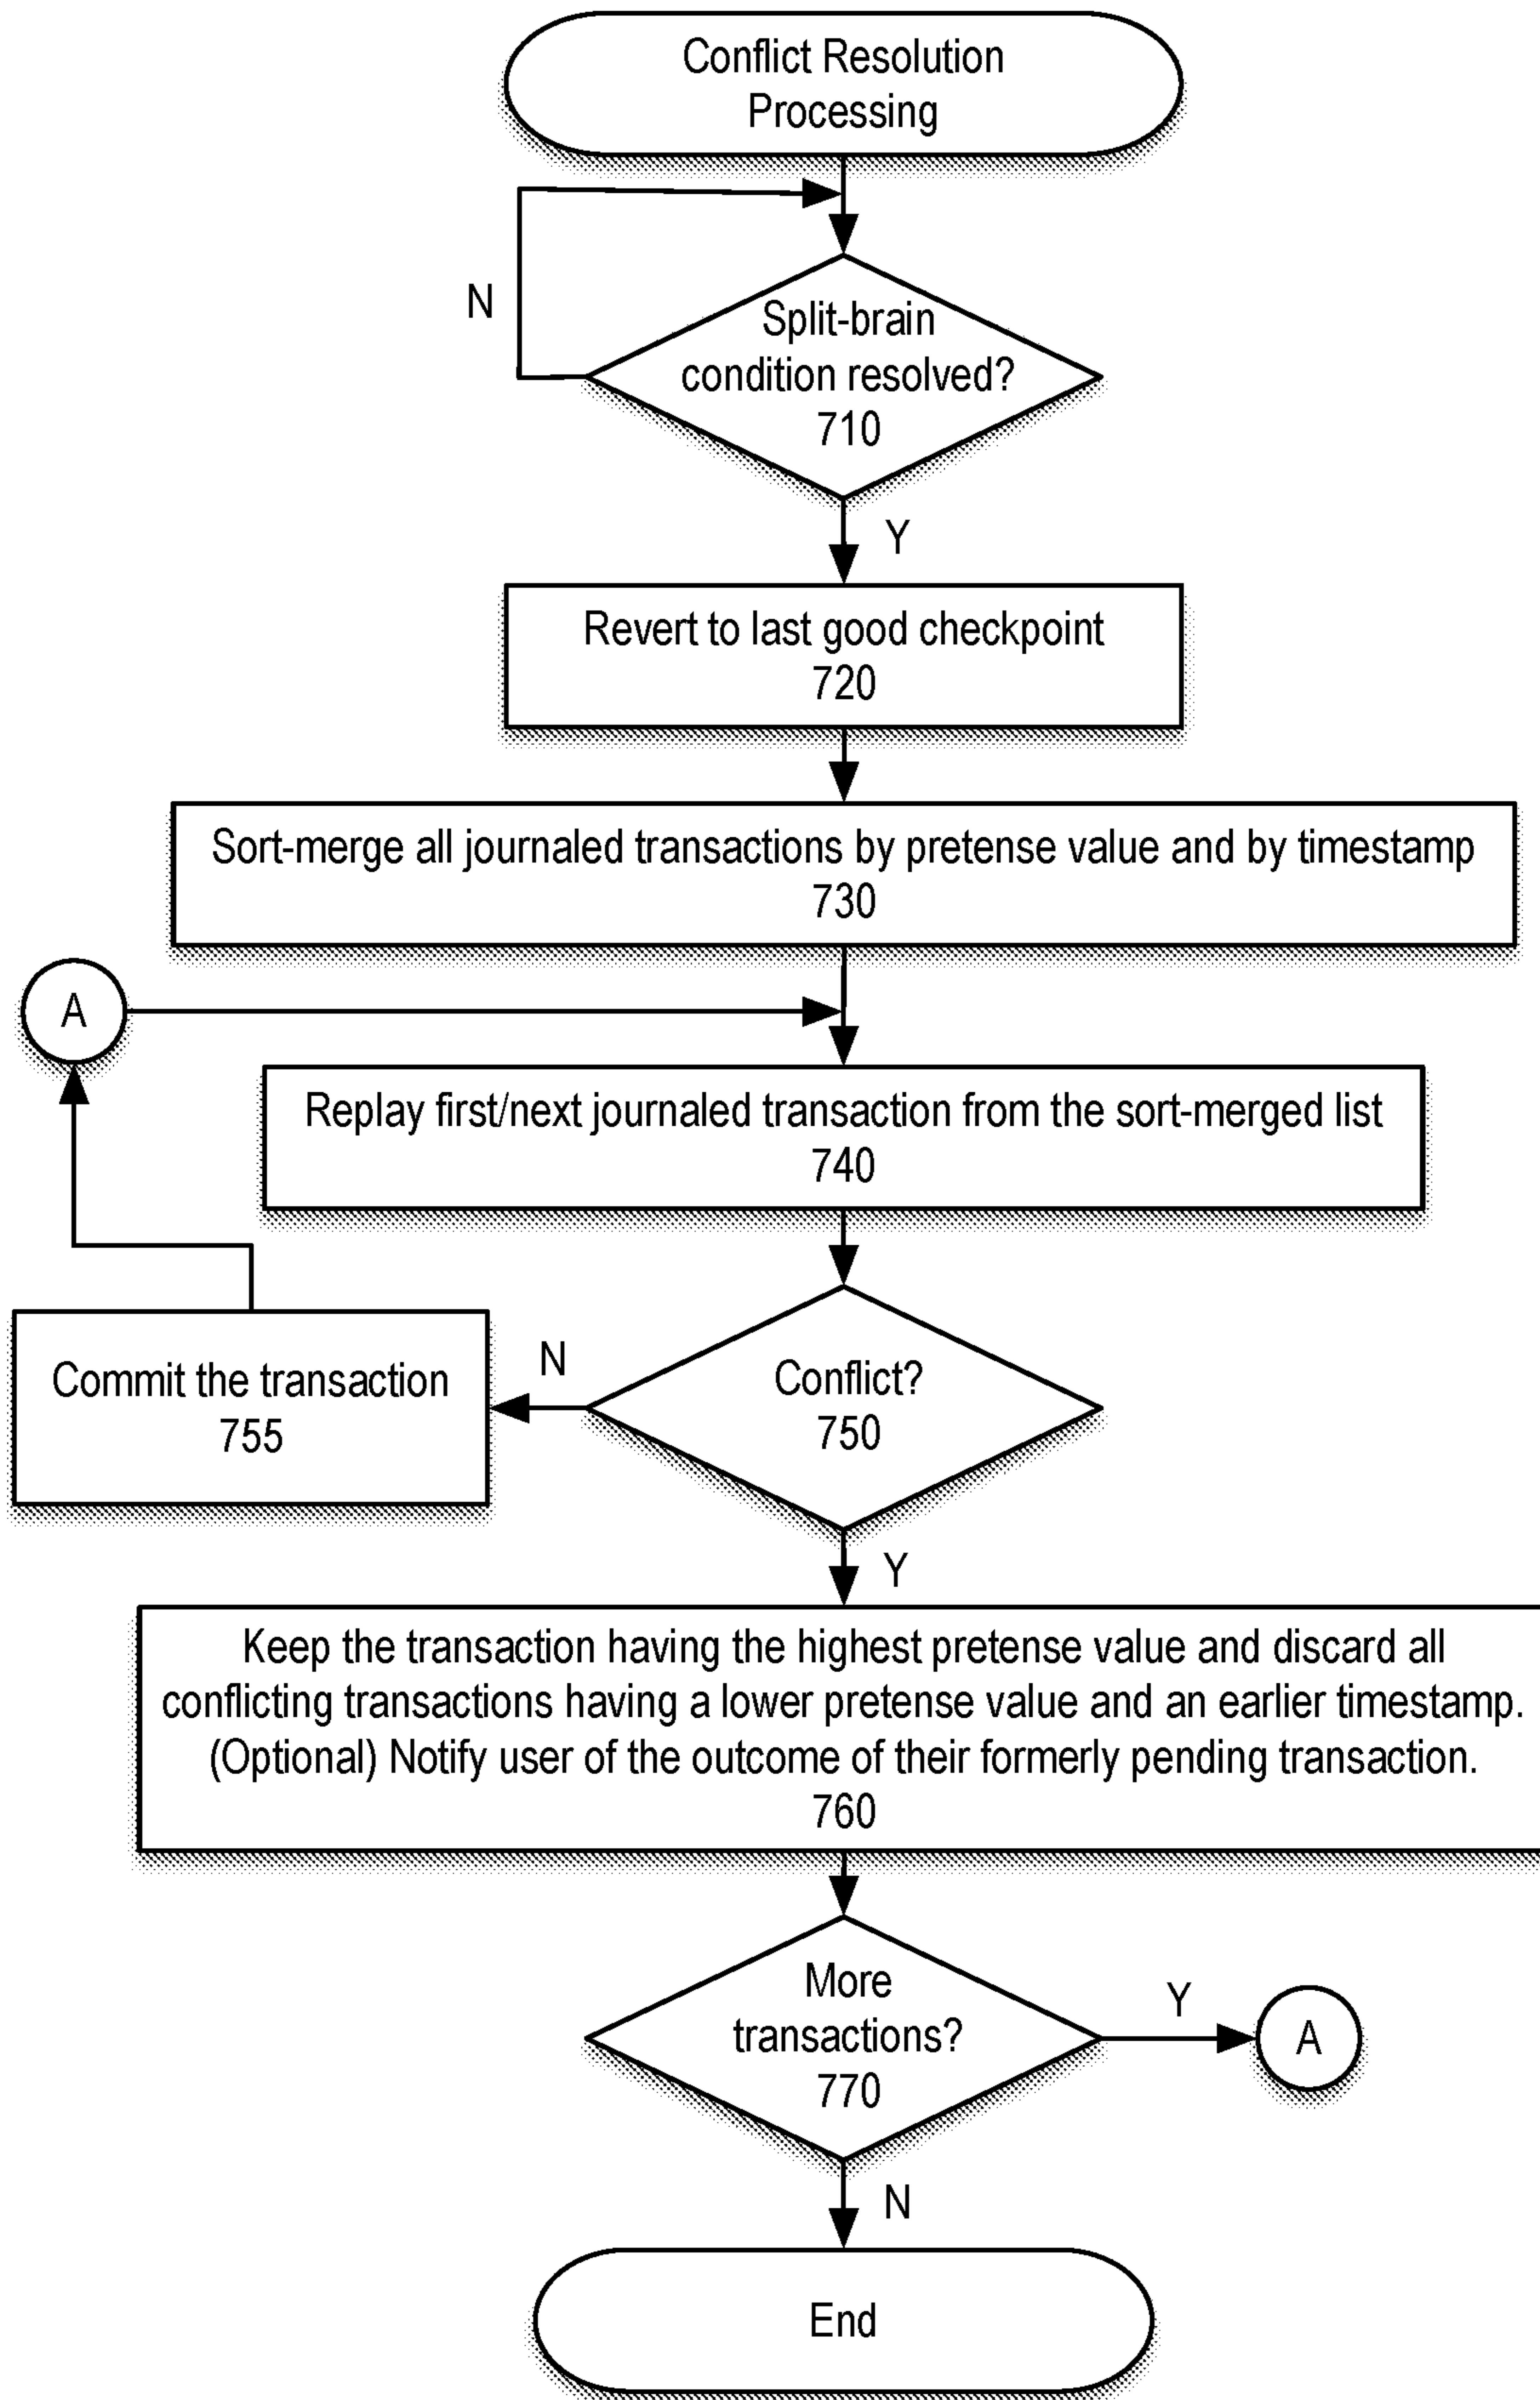 Conflict Resolution
Processing
N
Split-brain
condition resolved?
710
Y
Revert to last good checkpoint
720
Sort-merge all journaled transactions by pretense value and by timestamp
730
A
Replay first/next journaled transaction from the sort-merged list
740
Commit the transaction
755
N
Conflict?
750
Y
Keep the transaction having the highest pretense value and discard all
conflicting transactions having a lower pretense value and an earlier timestamp.
(Optional) Notify user of the outcome of their formerly pending transaction.
760
More
transactions?
770
Y
A
N
End